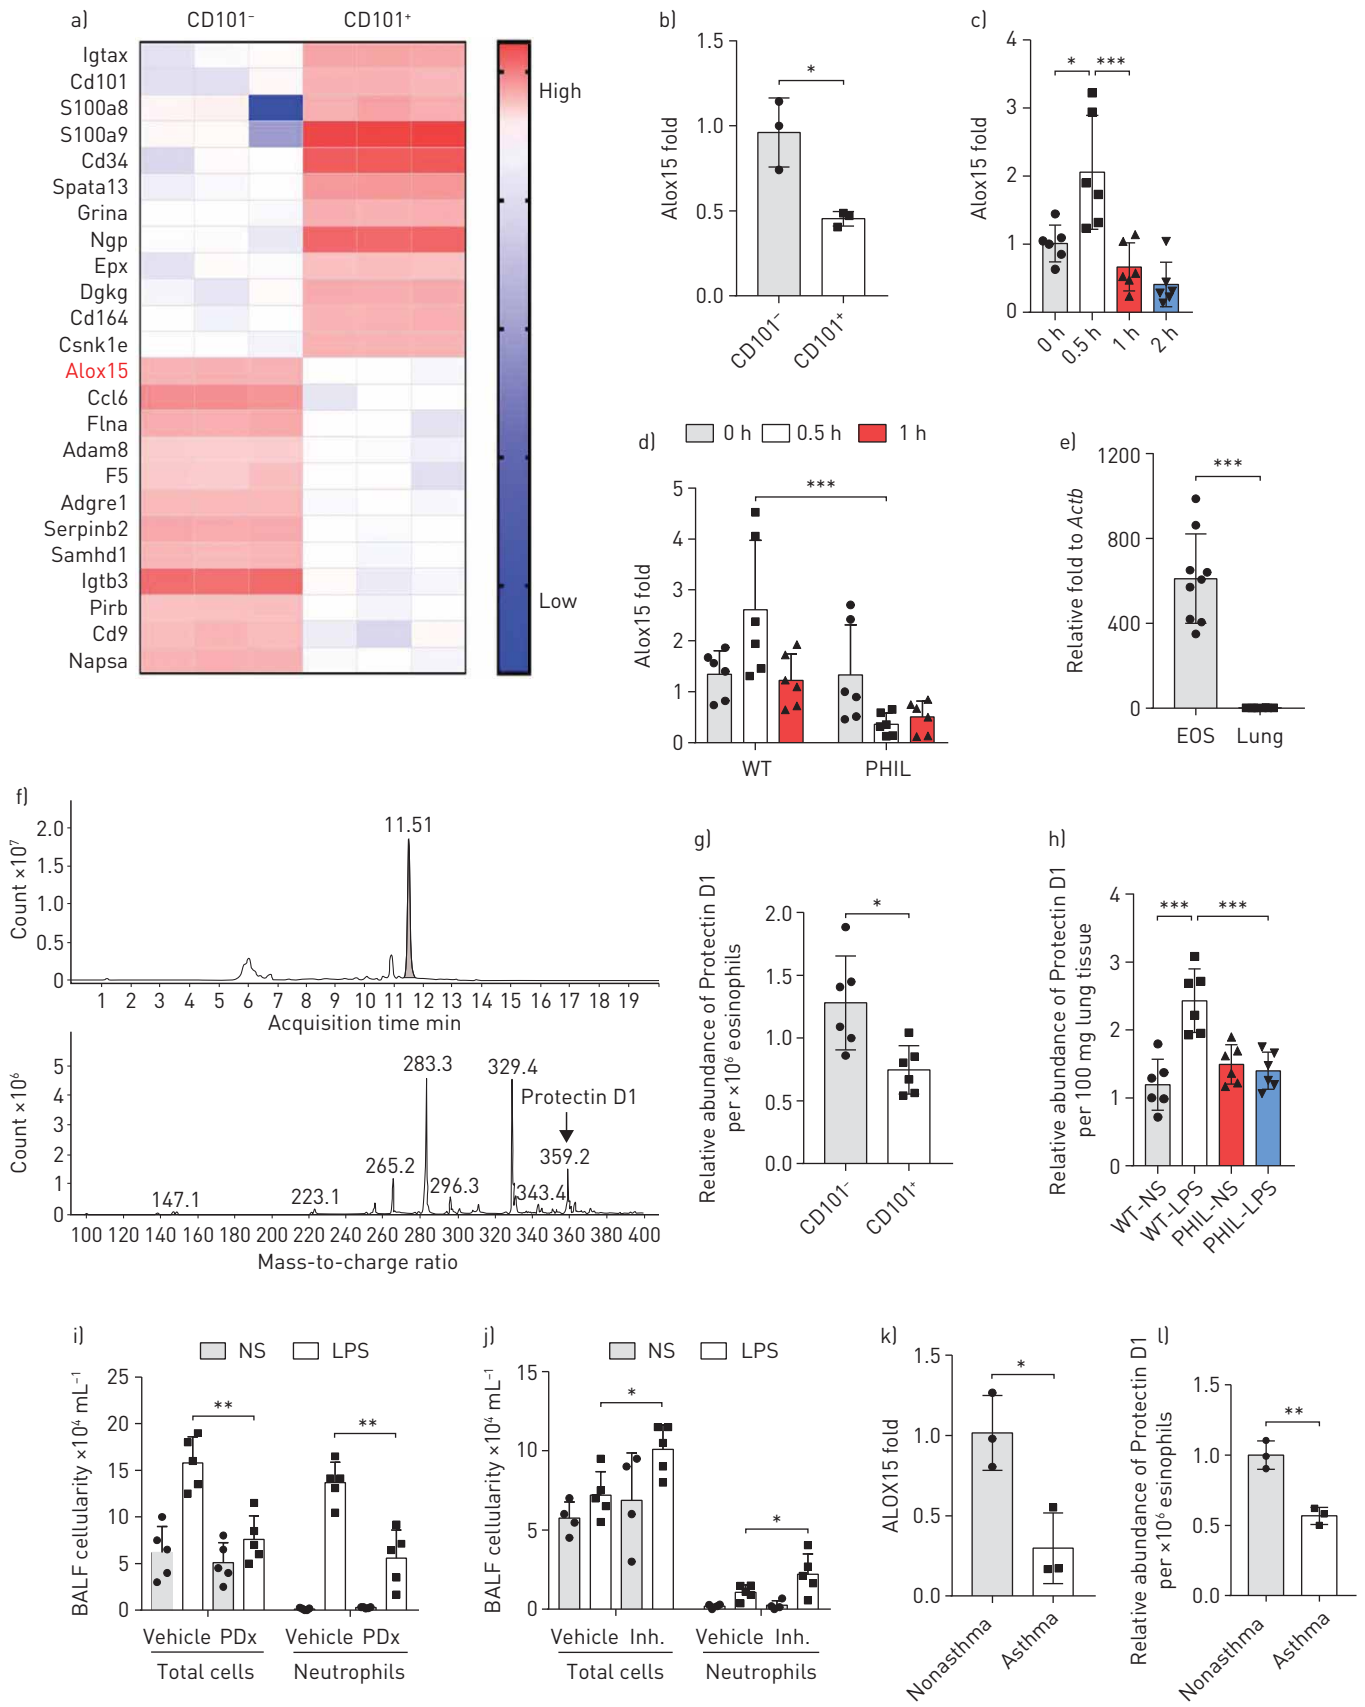 a)
CD101⁻ CD101⁺
Igtax
Cd101
S100a8
S100a9
Cd34
Spata13
Grina
Ngp
Epx
Dgkg
Cd164
Csnk1e
Alox15
Ccl6
Flna
Adam8
F5
Adgre1
Serpinb2
Samhd1
Igtb3
Pirb
Cd9
Napsa
High
Low
b)
Alox15 fold
1.5
1.0
0.5
0.0
*
CD101⁻ CD101⁺
c)
Alox15 fold
4
3
2
1
0
* ***
0 h 0.5 h 1 h 2 h
d)
0 h 0.5 h 1 h
Alox15 fold
5
4
3
2
1
0
***
WT PHIL
e)
Relative fold to Actb
1200
800
400
0
***
EOS Lung
f)
Count ×10⁷
2.0
1.5
1.0
0.5
0
11.51
1 2 3 4 5 6 7 8 9 10 11 12 13 14 15 16 17 18 19
Acquisition time min
Count ×10⁶
5
4
3
2
1
0
147.1
223.1
265.2
283.3
296.3
329.4
343.4
359.2
Protectin D1
100 120 140 160 180 200 220 240 260 280 300 320 340 360 380 400
Mass-to-charge ratio
g)
Relative abundance of Protectin D1
per ×10⁶ eosinophils
2.0
1.5
1.0
0.5
0.0
*
CD101⁻ CD101⁺
h)
Relative abundance of Protectin D1
per 100 mg lung tissue
4
3
2
1
0
*** ***
WT-NS WT-LPS PHIL-NS PHIL-LPS
i)
NS LPS
BALF cellularity ×10⁴ mL⁻¹
25
20
15
10
5
0
** **
Vehicle PDx Vehicle PDx
Total cells Neutrophils
j)
NS LPS
BALF cellularity ×10⁴ mL⁻¹
15
10
5
0
* *
Vehicle Inh. Vehicle Inh.
Total cells Neutrophils
k)
ALOX15 fold
1.5
1.0
0.5
0.0
*
Nonasthma Asthma
l)
Relative abundance of Protectin D1
per ×10⁶ esinophils
1.5
1.0
0.5
0.0
**
Nonasthma Asthma